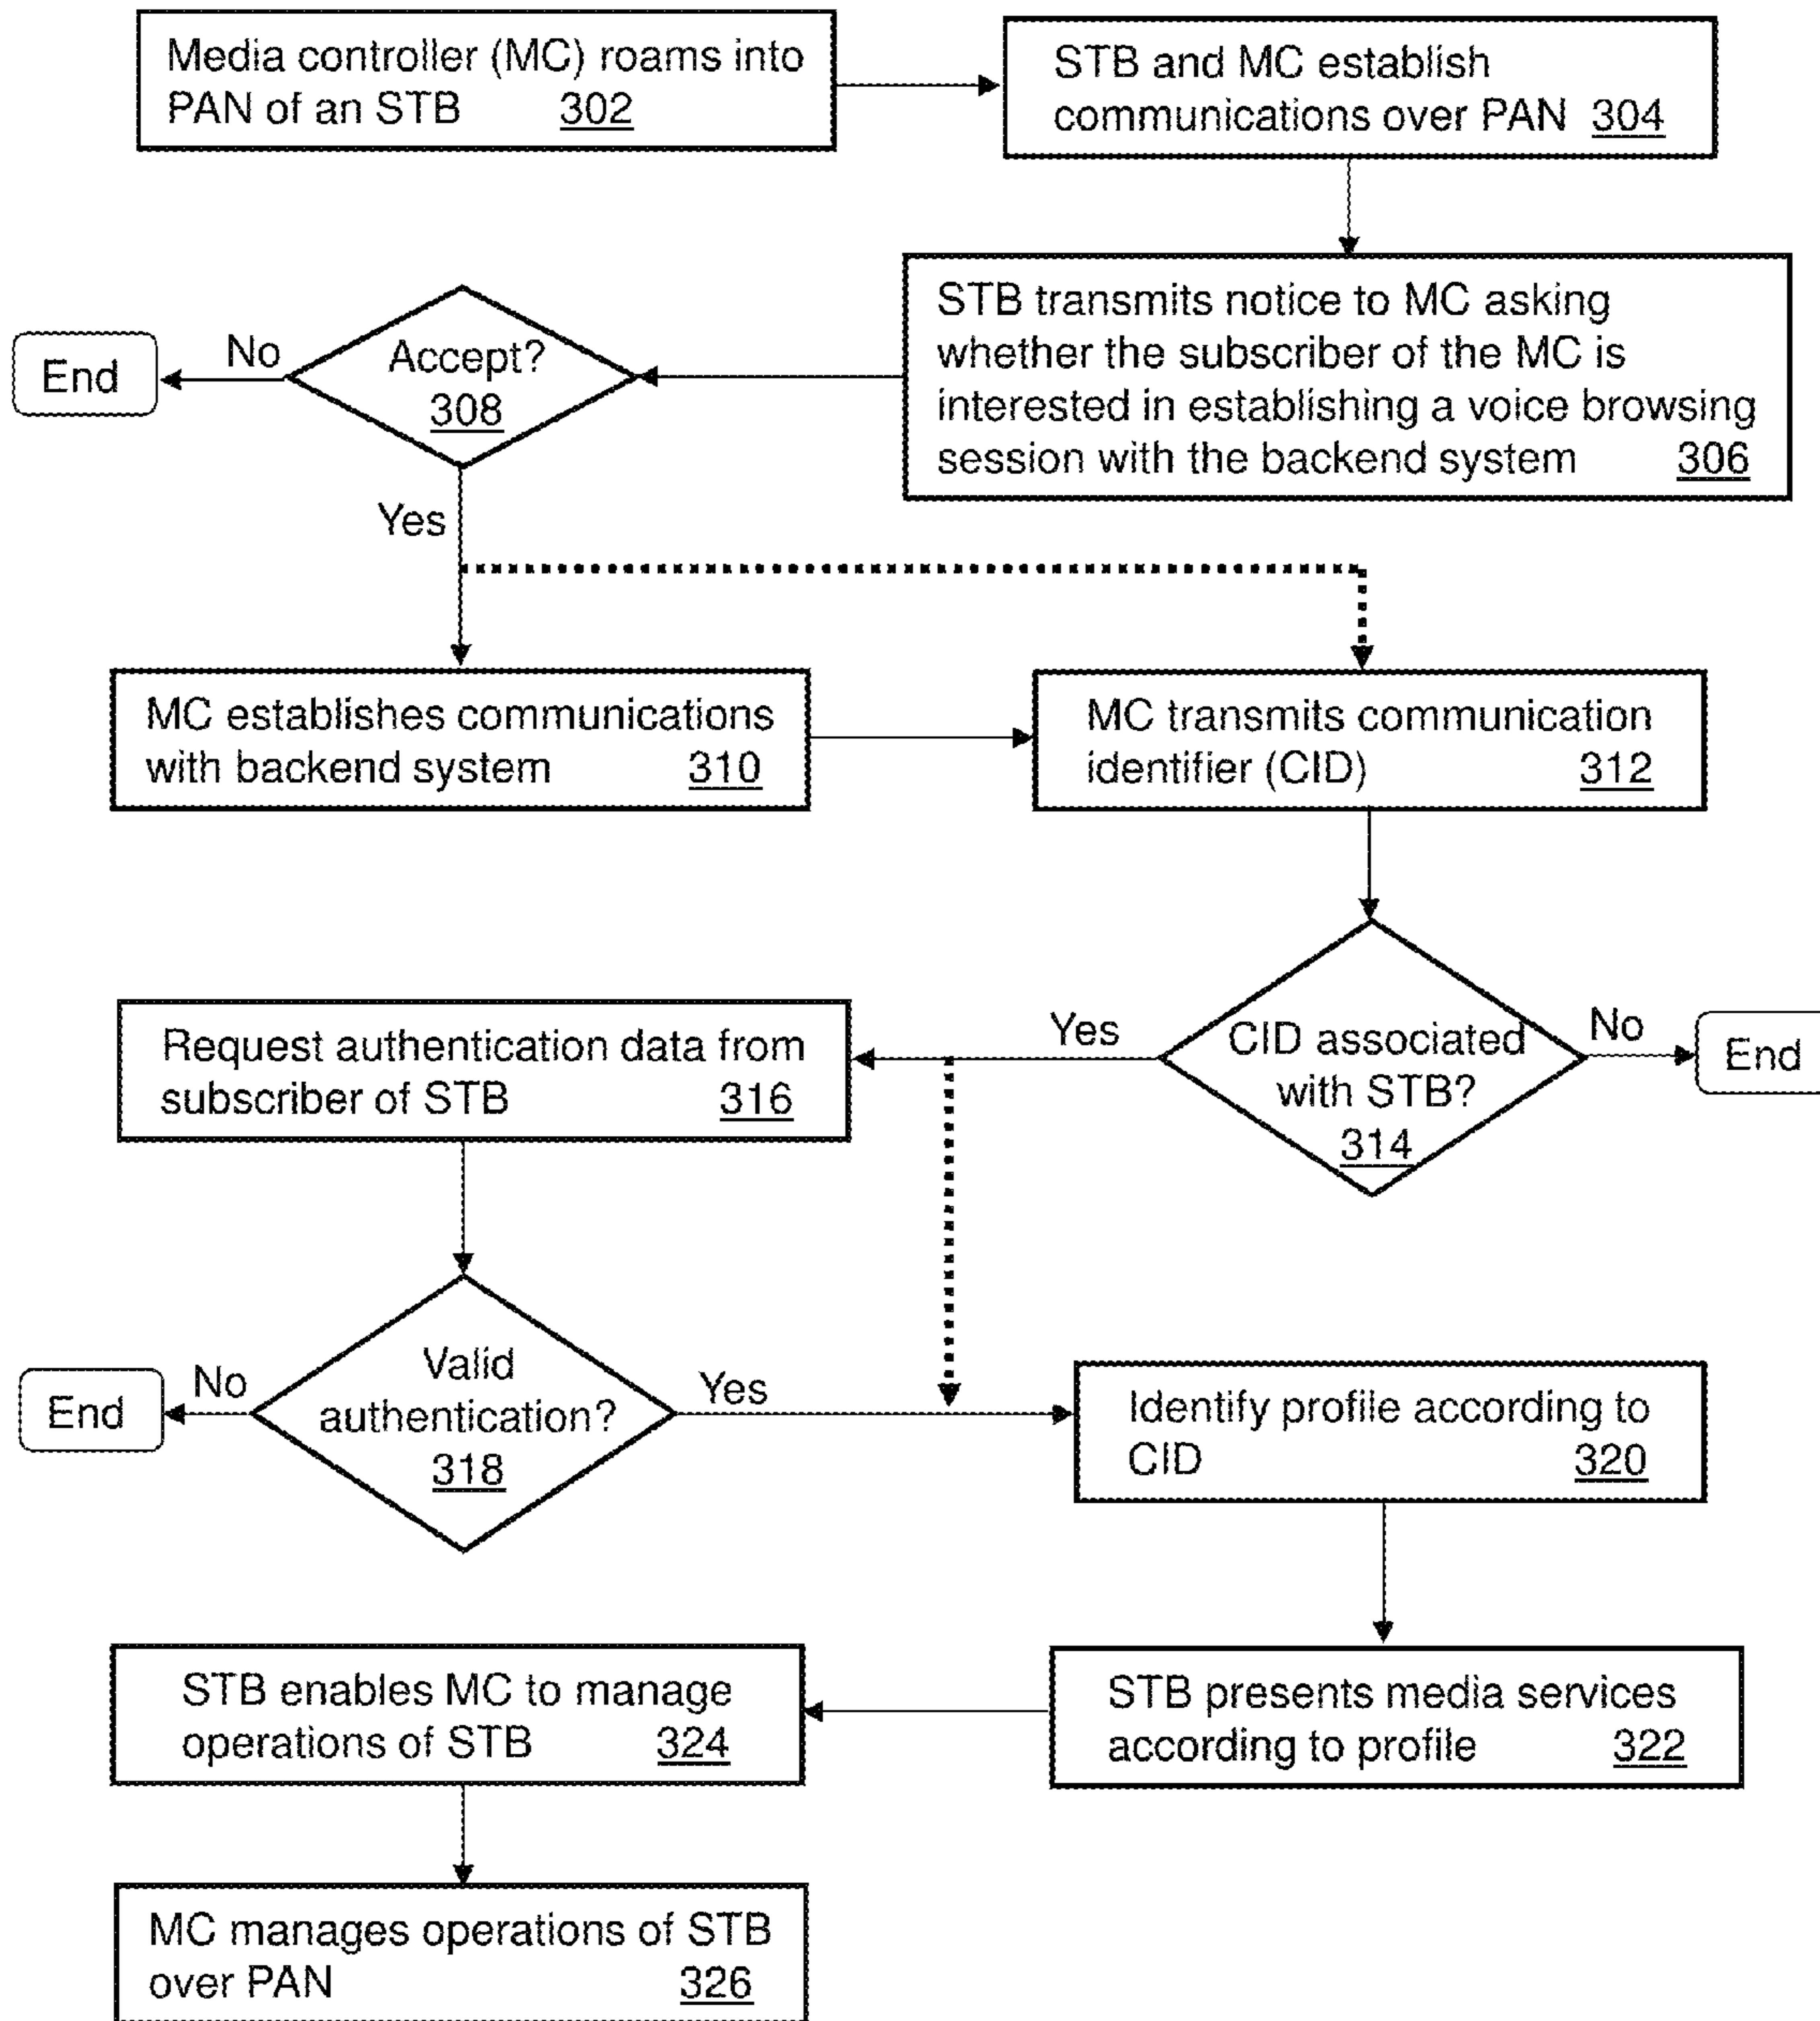 Media controller (MC) roams into
PAN of an STB 302
STB and MC establish
communications over PAN 304
STB transmits notice to MC asking
whether the subscriber of the MC is
interested in establishing a voice browsing
session with the backend system 306
Accept?
308
No
End
Yes
MC establishes communications
with backend system 310
MC transmits communication
identifier (CID) 312
CID associated
with STB?
314
No
End
Yes
Request authentication data from
subscriber of STB 316
Valid
authentication?
318
No
End
Yes
Identify profile according to
CID 320
STB presents media services
according to profile 322
STB enables MC to manage
operations of STB 324
MC manages operations of STB
over PAN 326